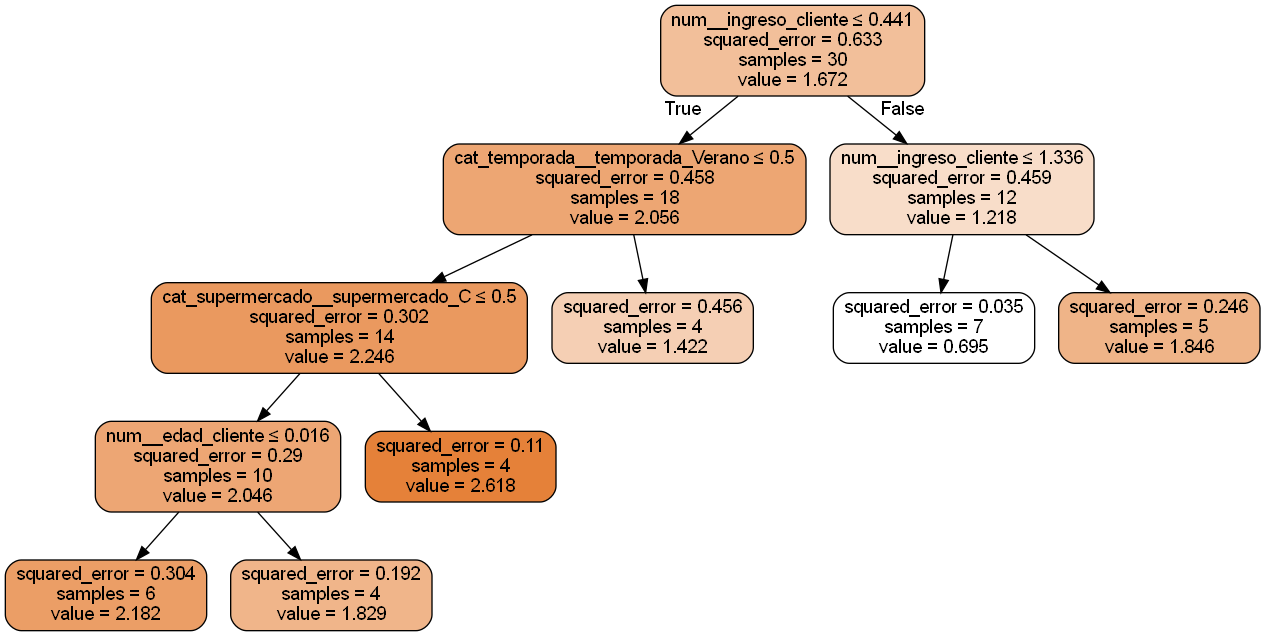 num__ingreso_cliente ≤ 0.441
squared_error = 0.633
samples = 30
value = 1.672
True
False
cat_temporada__temporada_Verano ≤ 0.5
squared_error = 0.458
samples = 18
value = 2.056
num__ingreso_cliente ≤ 1.336
squared_error = 0.459
samples = 12
value = 1.218
cat_supermercado__supermercado_C ≤ 0.5
squared_error = 0.302
samples = 14
value = 2.246
squared_error = 0.456
samples = 4
value = 1.422
squared_error = 0.035
samples = 7
value = 0.695
squared_error = 0.246
samples = 5
value = 1.846
num__edad_cliente ≤ 0.016
squared_error = 0.29
samples = 10
value = 2.046
squared_error = 0.11
samples = 4
value = 2.618
squared_error = 0.304
samples = 6
value = 2.182
squared_error = 0.192
samples = 4
value = 1.829